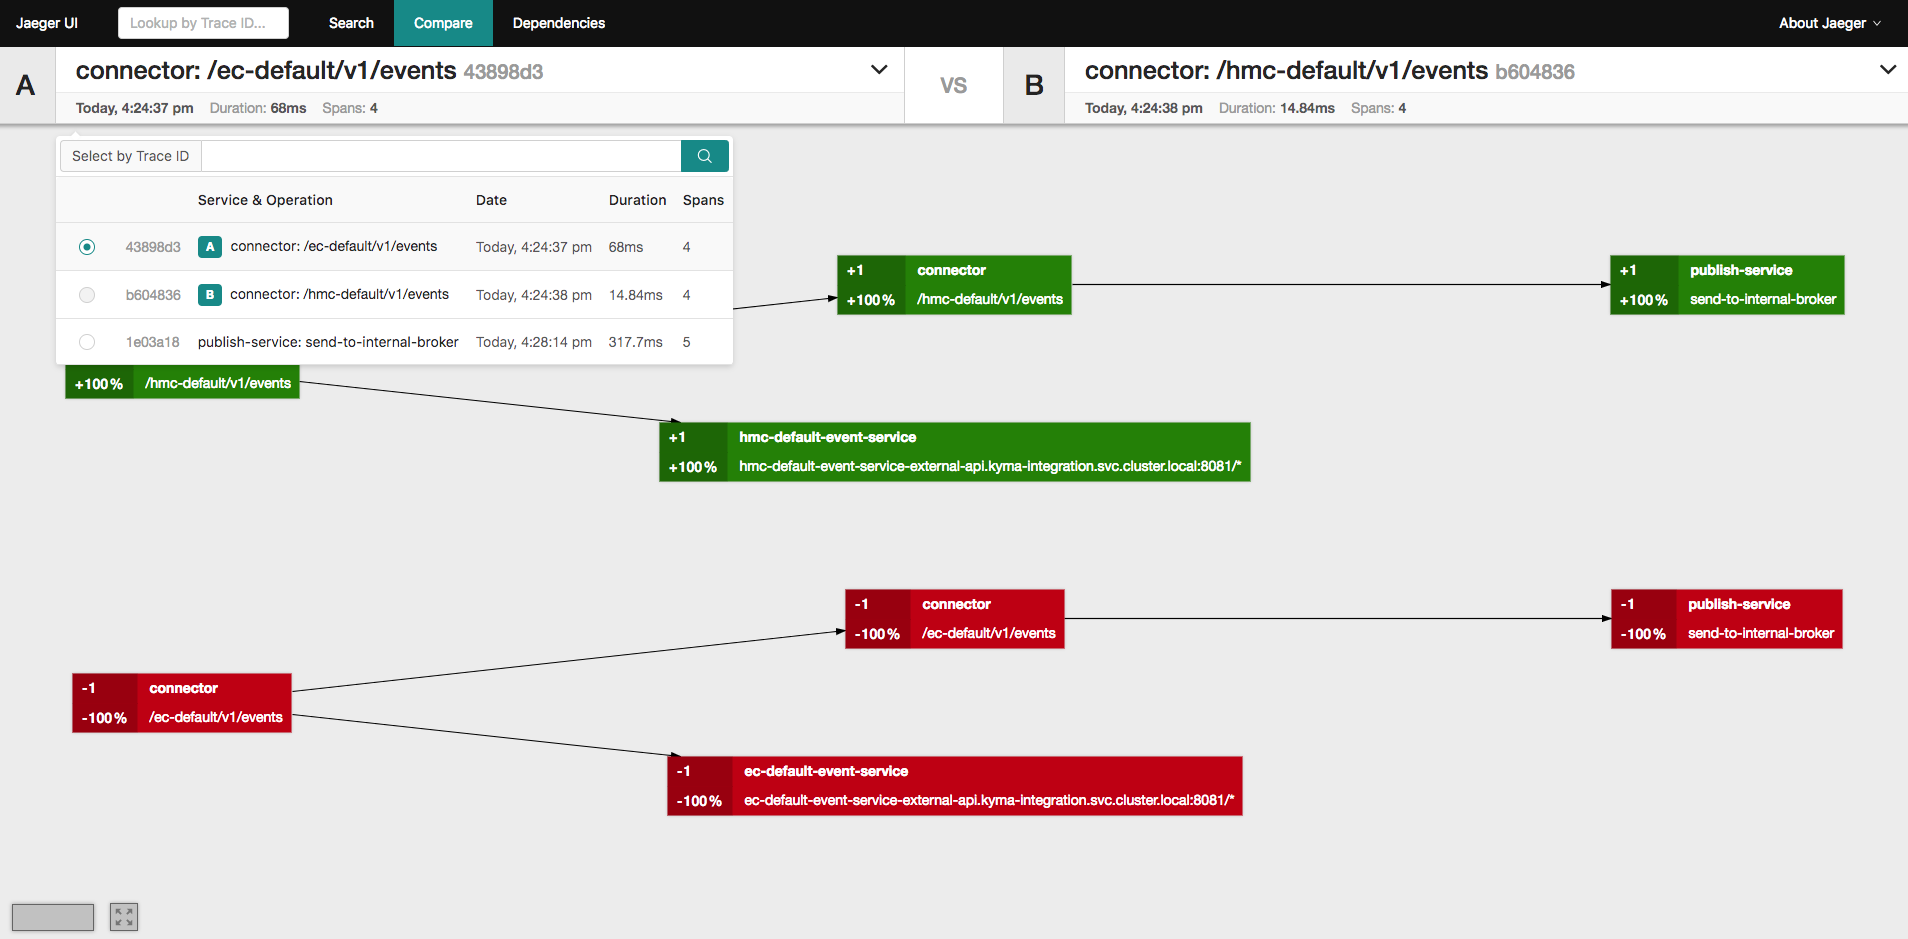 Jaeger UI Lookup by Trace ID... Search Compare Dependencies About Jaeger
A connector: /ec-default/v1/events 43898d3 VS B connector: /hmc-default/v1/events b604836
Today, 4:24:37 pm Duration: 68ms Spans: 4 Today, 4:24:38 pm Duration: 14.84ms Spans: 4
Select by Trace ID
Service & Operation Date Duration Spans
43898d3 A connector: /ec-default/v1/events Today, 4:24:37 pm 68ms 4
b604836 B connector: /hmc-default/v1/events Today, 4:24:38 pm 14.84ms 4
1e03a18 publish-service: send-to-internal-broker Today, 4:28:14 pm 317.7ms 5
+1 connector
+100% /hmc-default/v1/events
+1 publish-service
+100% send-to-internal-broker
+100% /hmc-default/v1/events
+1 hmc-default-event-service
+100% hmc-default-event-service-external-api.kyma-integration.svc.cluster.local:8081/*
-1 connector
-100% /ec-default/v1/events
-1 publish-service
-100% send-to-internal-broker
-1 connector
-100% /ec-default/v1/events
-1 ec-default-event-service
-100% ec-default-event-service-external-api.kyma-integration.svc.cluster.local:8081/*